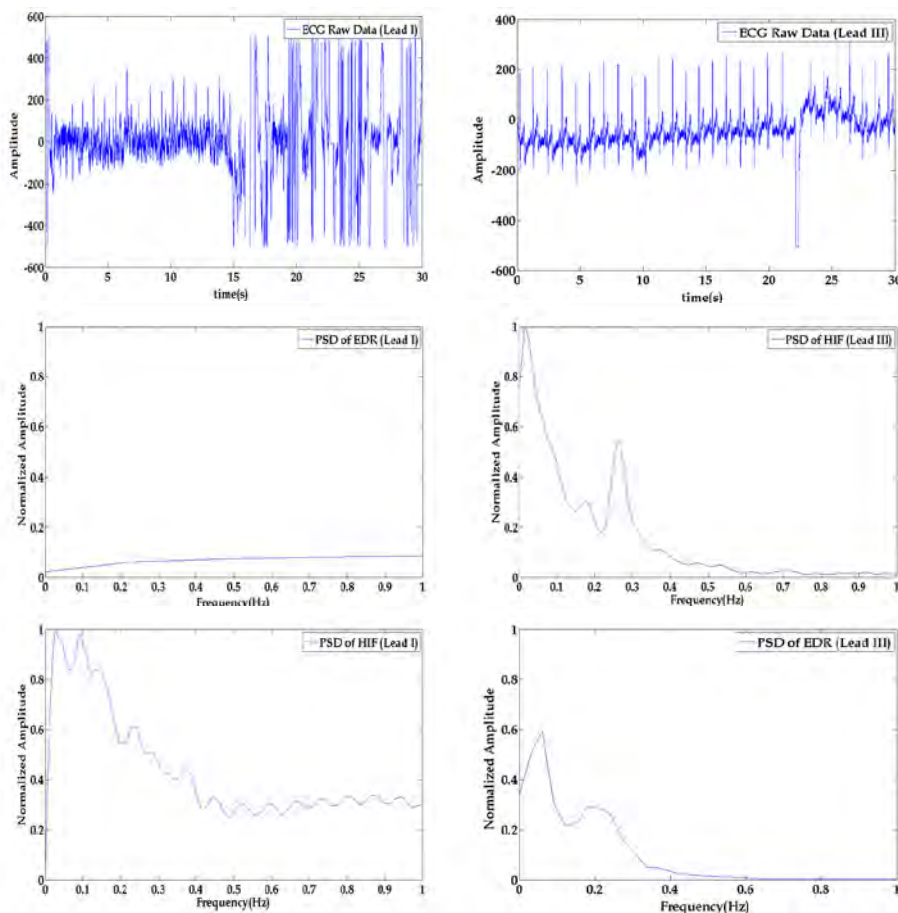 ECG Raw Data (Lead I)
600
400
200
0
-200
-400
-600
Amplitude
0 5 10 15 20 25 30
time(s)
ECG Raw Data (Lead III)
400
200
0
-200
-400
-600
Amplitude
0 5 10 15 20 25 30
time(s)
PSD of EDR (Lead I)
1
0.8
0.6
0.4
0.2
0
Normalized Amplitude
0 0.1 0.2 0.3 0.4 0.5 0.6 0.7 0.8 0.9 1
Frequency(Hz)
PSD of HIF (Lead III)
1
0.8
0.6
0.4
0.2
0
Normalized Amplitude
0 0.1 0.2 0.3 0.4 0.5 0.6 0.7 0.8 0.9 1
Frequency(Hz)
PSD of HIF (Lead I)
1
0.8
0.6
0.4
0.2
0
Normalized Amplitude
0 0.1 0.2 0.3 0.4 0.5 0.6 0.7 0.8 0.9 1
Frequency(Hz)
PSD of EDR (Lead III)
1
0.8
0.6
0.4
0.2
0
Normalized Amplitude
0 0.2 0.4 0.6 0.8 1
Frequency(Hz)